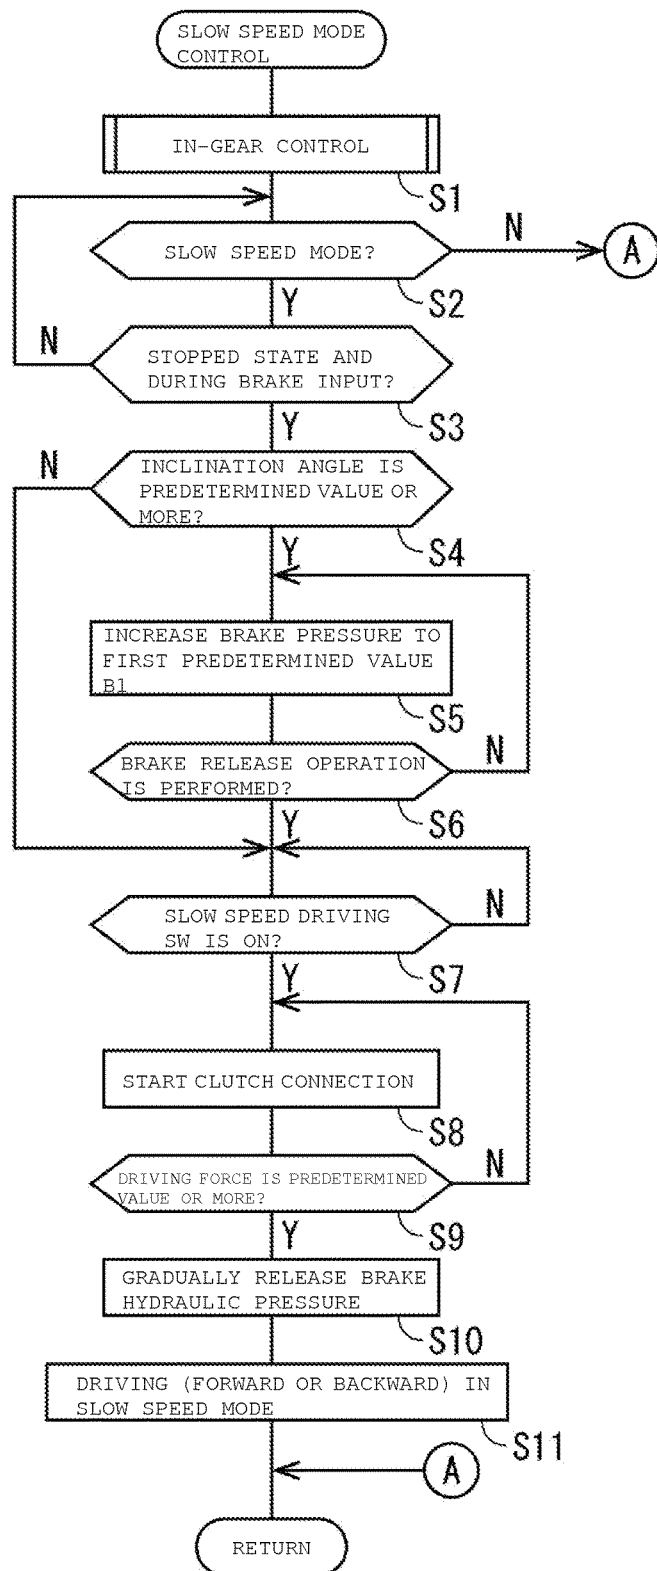 SLOW SPEED MODE
CONTROL
IN-GEAR CONTROL
S1
SLOW SPEED MODE?
N
A
S2
Y
N
STOPPED STATE AND
DURING BRAKE INPUT?
S3
Y
N
INCLINATION ANGLE IS
PREDETERMINED VALUE OR
MORE?
S4
Y
INCREASE BRAKE PRESSURE TO
FIRST PREDETERMINED VALUE
B1
S5
BRAKE RELEASE OPERATION
IS PERFORMED?
N
S6
Y
SLOW SPEED DRIVING
SW IS ON?
N
S7
Y
START CLUTCH CONNECTION
S8
DRIVING FORCE IS PREDETERMINED
VALUE OR MORE?
N
S9
Y
GRADUALLY RELEASE BRAKE
HYDRAULIC PRESSURE
S10
DRIVING (FORWARD OR BACKWARD) IN
SLOW SPEED MODE
S11
A
RETURN